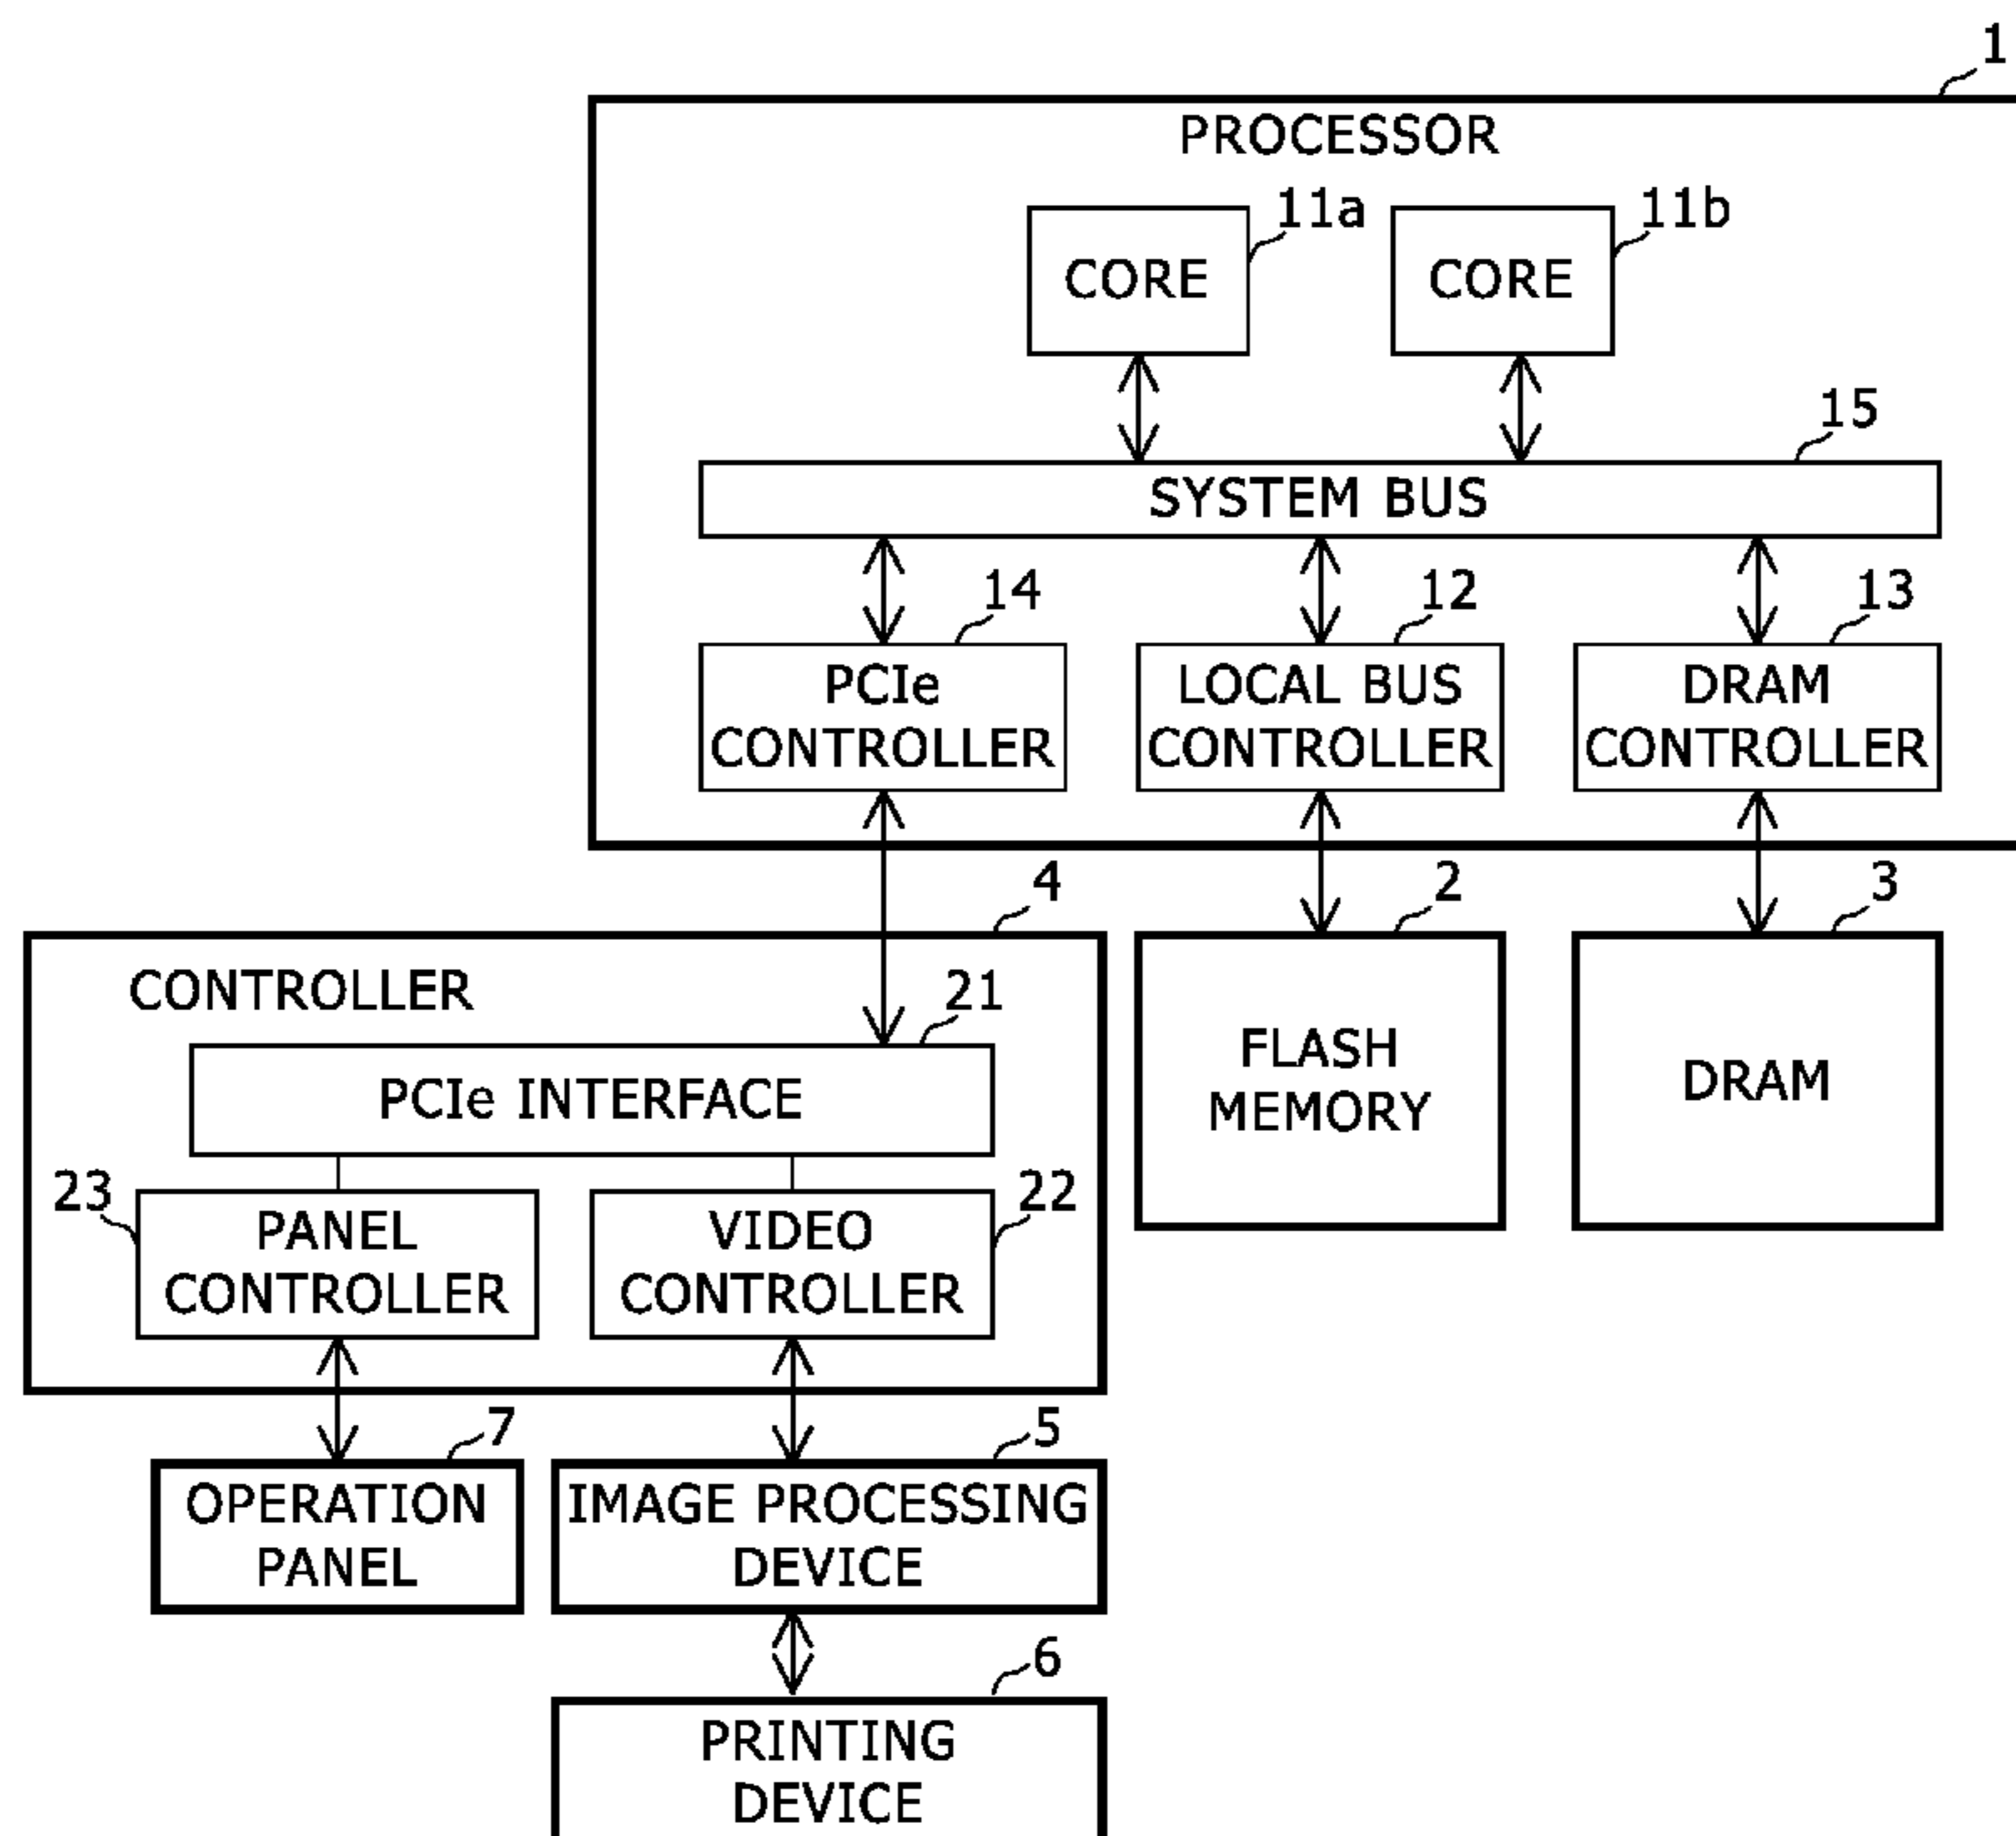 1
PROCESSOR
11a
11b
CORE
CORE
15
SYSTEM BUS
14
12
13
PCIe
CONTROLLER
LOCAL BUS
CONTROLLER
DRAM
CONTROLLER
4
2
3
CONTROLLER
21
PCIe INTERFACE
FLASH
MEMORY
DRAM
23
22
PANEL
CONTROLLER
VIDEO
CONTROLLER
7
5
OPERATION
PANEL
IMAGE PROCESSING
DEVICE
6
PRINTING
DEVICE